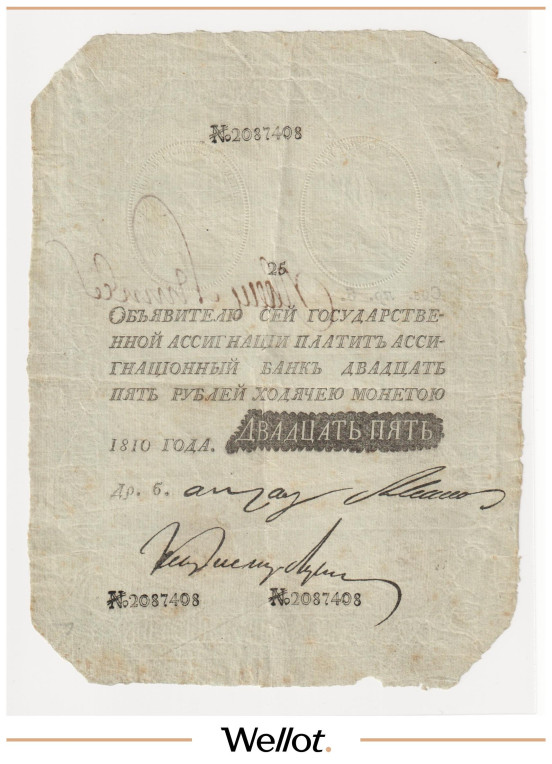 №2087408
25
ОБЪЯВИТЕЛЮ СЕЙ ГОСУДАРСТВЕ-
ННОЙ АССИГНАЦІИ ПЛАТИТЪ АССИ-
ГНАЦІОННЫЙ БАНКЪ ДВАДЦАТЬ
ПЯТЬ РУБЛЕЙ ХОДЯЧЕЮ МОНЕТОЮ
1810 ГОДА. ДВАДЦАТЬ ПЯТЬ
Др. б.
№2087408 №2087408
Wellot.